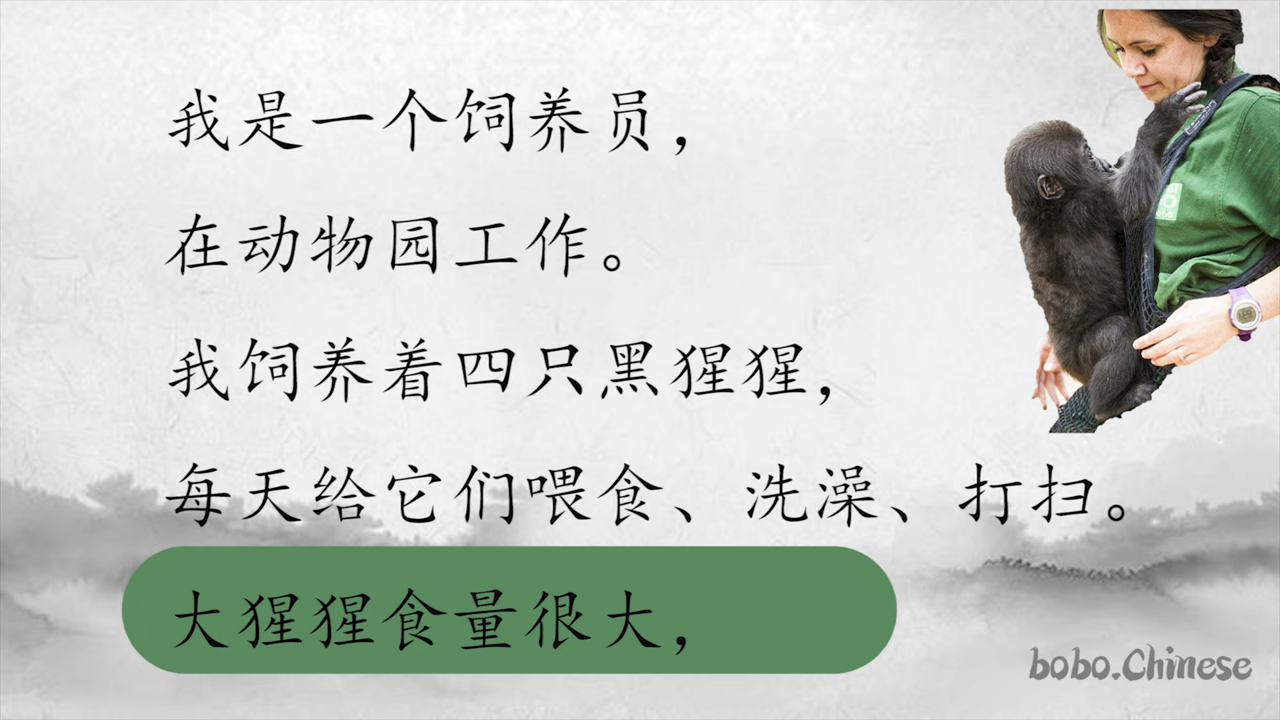 我是一个饲养员，
在动物园工作。
我饲养着四只黑猩猩，
每天给它们喂食、洗澡、打扫。
大猩猩食量很大，
bobo.Chinese